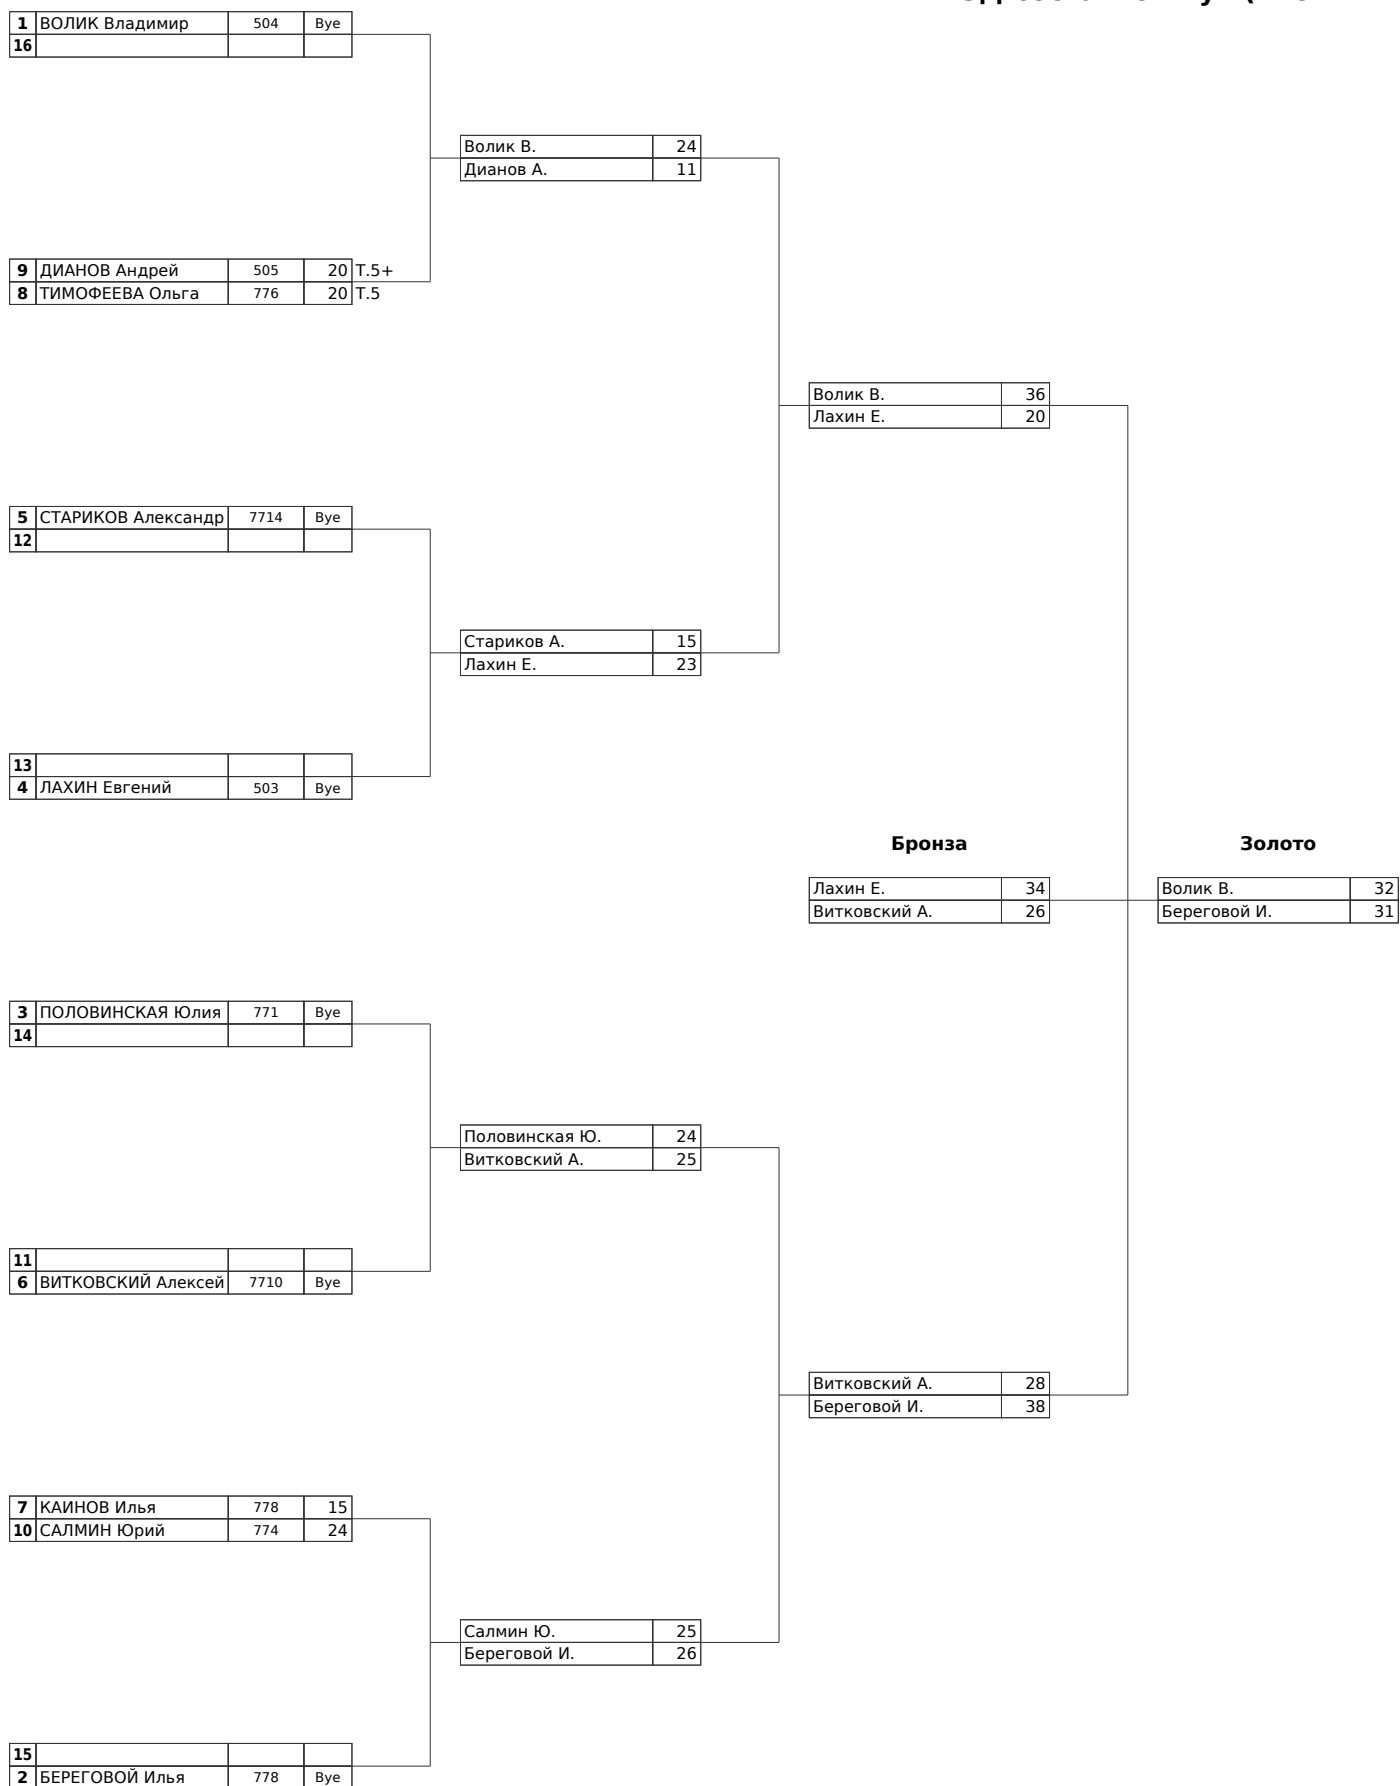 1 ВОЛИК Владимир 504 Bye
16
Волик В. 24
Дианов А. 11
9 ДИАНОВ Андрей 505 20 T.5+
8 ТИМОФЕЕВА Ольга 776 20 T.5
Волик В. 36
Лахин Е. 20
5 СТАРИКОВ Александр 7714 Bye
12
Стариков А. 15
Лахин Е. 23
13
4 ЛАХИН Евгений 503 Bye
Бронза Золото
Лахин Е. 34 Волик В. 32
Витковский А. 26 Береговой И. 31
3 ПОЛОВИНСКАЯ Юлия 771 Bye
14
Половинская Ю. 24
Витковский А. 25
11
6 ВИТКОВСКИЙ Алексей 7710 Bye
Витковский А. 28
Береговой И. 38
7 КАИНОВ Илья 778 15
10 САЛМИН Юрий 774 24
Салмин Ю. 25
Береговой И. 26
15
2 БЕРЕГОВОЙ Илья 778 Bye